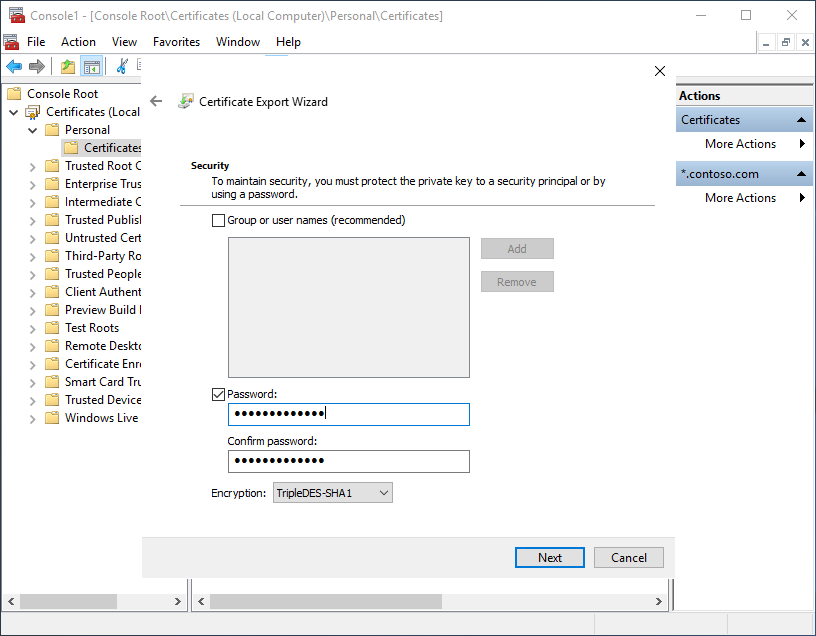 Console1 - [Console Root\Certificates (Local Computer)\Personal\Certificates]
File Action View Favorites Window Help
Console Root
Certificates (Local
Personal
Certificates
Trusted Root C
Enterprise Trus
Intermediate C
Trusted Publis
Untrusted Cert
Third-Party Ro
Trusted People
Client Authent
Preview Build
Test Roots
Remote Deskto
Certificate Enro
Smart Card Tru
Trusted Device
Windows Live
Certificate Export Wizard
Security
To maintain security, you must protect the private key to a security principal or by
using a password.
Group or user names (recommended)
Add
Remove
Password:
•••••••••••••
Confirm password:
•••••••••••••
Encryption: TripleDES-SHA1
Next Cancel
Actions
Certificates
More Actions
*.contoso.com
More Actions